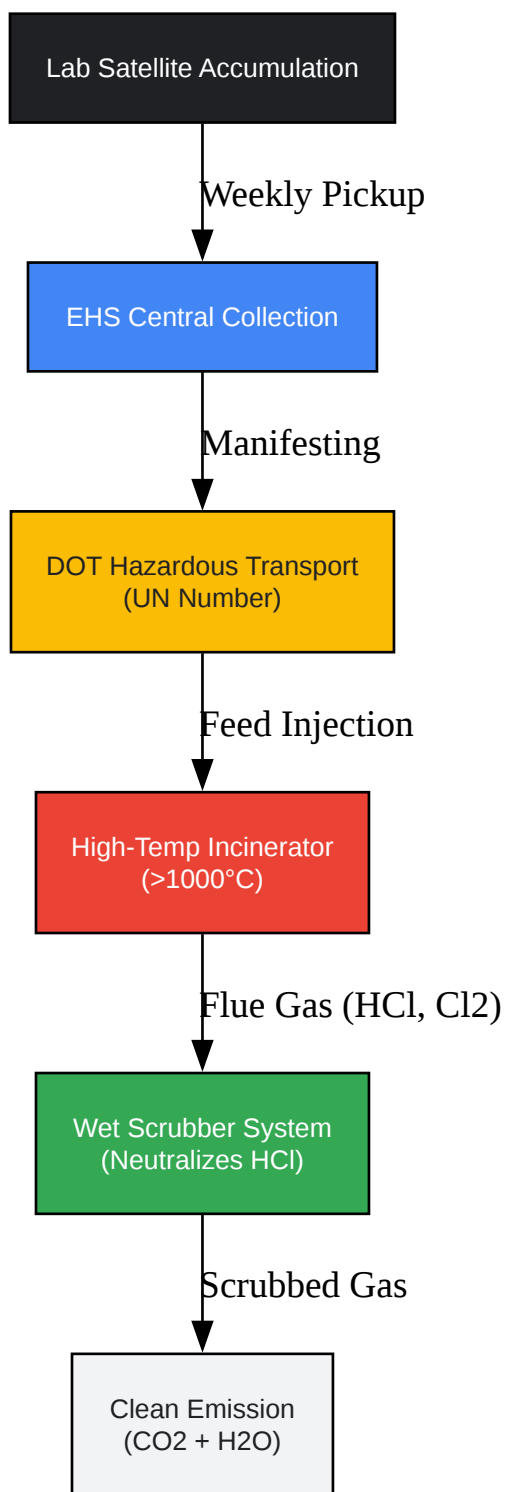 Lab Satellite Accumulation
Weekly Pickup
EHS Central Collection
Manifesting
DOT Hazardous Transport
(UN Number)
Feed Injection
High-Temp Incinerator
(>1000°C)
Flue Gas (HCl, Cl2)
Wet Scrubber System
(Neutralizes HCl)
Scrubbed Gas
Clean Emission
(CO2 + H2O)